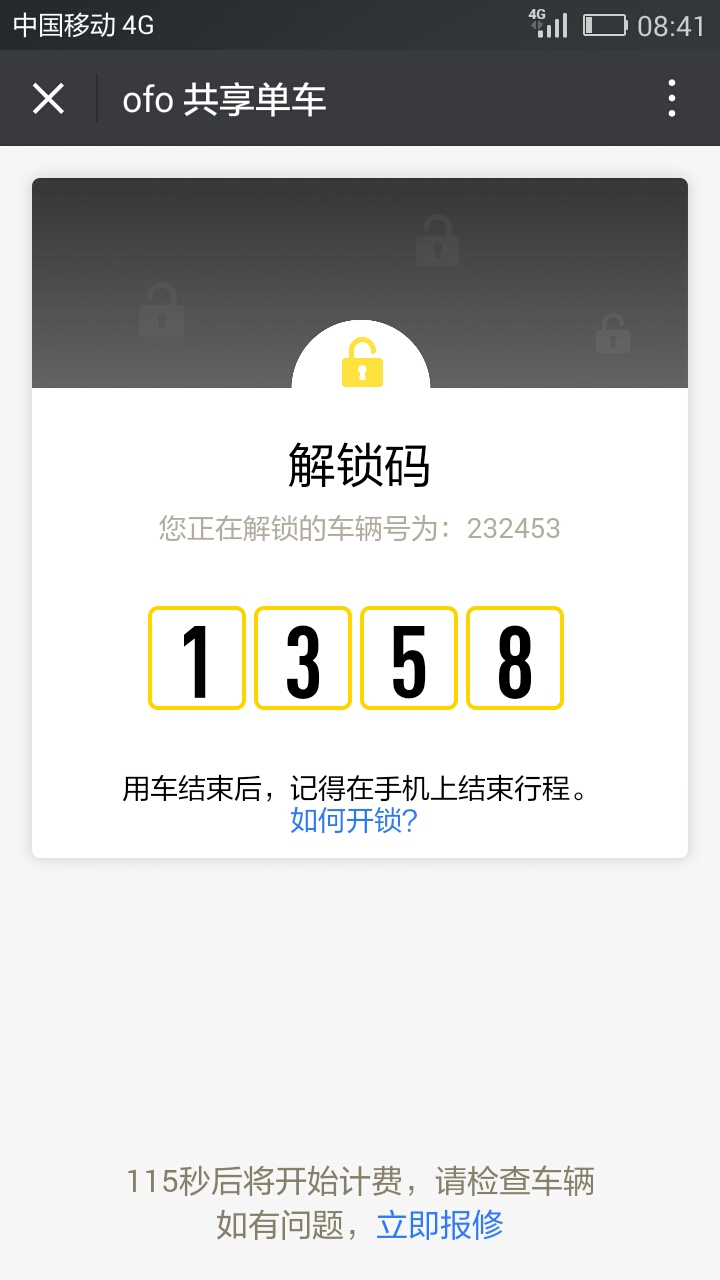 中国移动 4G
4G
08:41
ofo 共享单车
解锁码
您正在解锁的车辆号为：232453
1 3 5 8
用车结束后，记得在手机上结束行程。
如何开锁?
115秒后将开始计费，请检查车辆
如有问题，立即报修